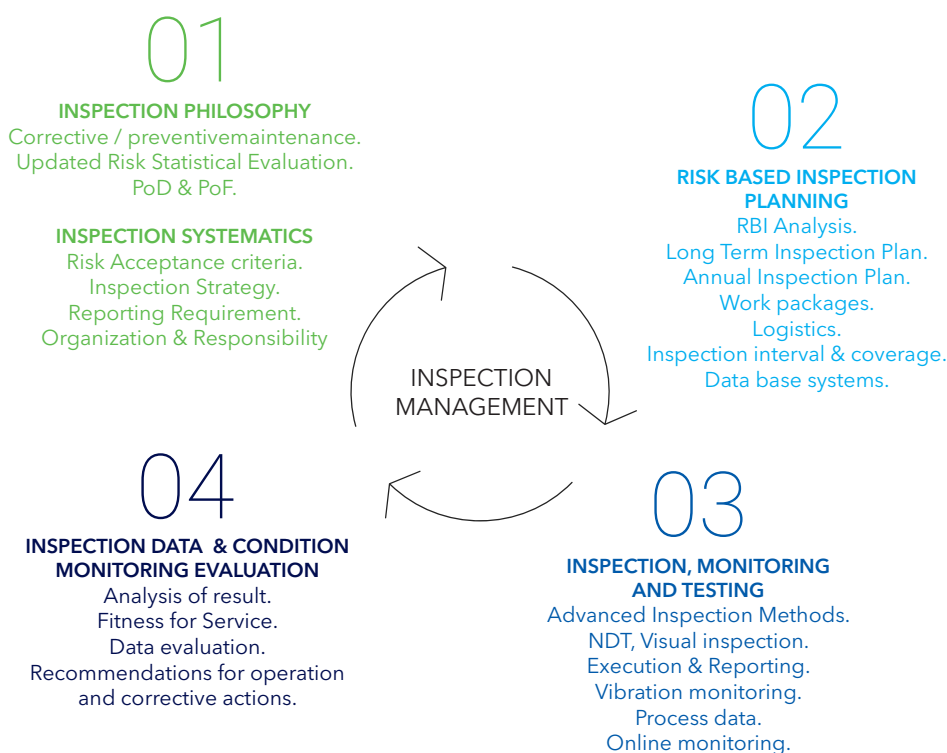 01
INSPECTION PHILOSOPHY
Corrective / preventivemaintenance.
Updated Risk Statistical Evaluation.
PoD & PoF.
INSPECTION SYSTEMATICS
Risk Acceptance criteria.
Inspection Strategy.
Reporting Requirement.
Organization & Responsibility
02
RISK BASED INSPECTION
PLANNING
RBI Analysis.
Long Term Inspection Plan.
Annual Inspection Plan.
Work packages.
Logistics.
Inspection interval & coverage.
Data base systems.
INSPECTION
MANAGEMENT
03
INSPECTION, MONITORING
AND TESTING
Advanced Inspection Methods.
NDT, Visual inspection.
Execution & Reporting.
Vibration monitoring.
Process data.
Online monitoring.
04
INSPECTION DATA  & CONDITION
MONITORING EVALUATION
Analysis of result.
Fitness for Service.
Data evaluation.
Recommendations for operation
and corrective actions.